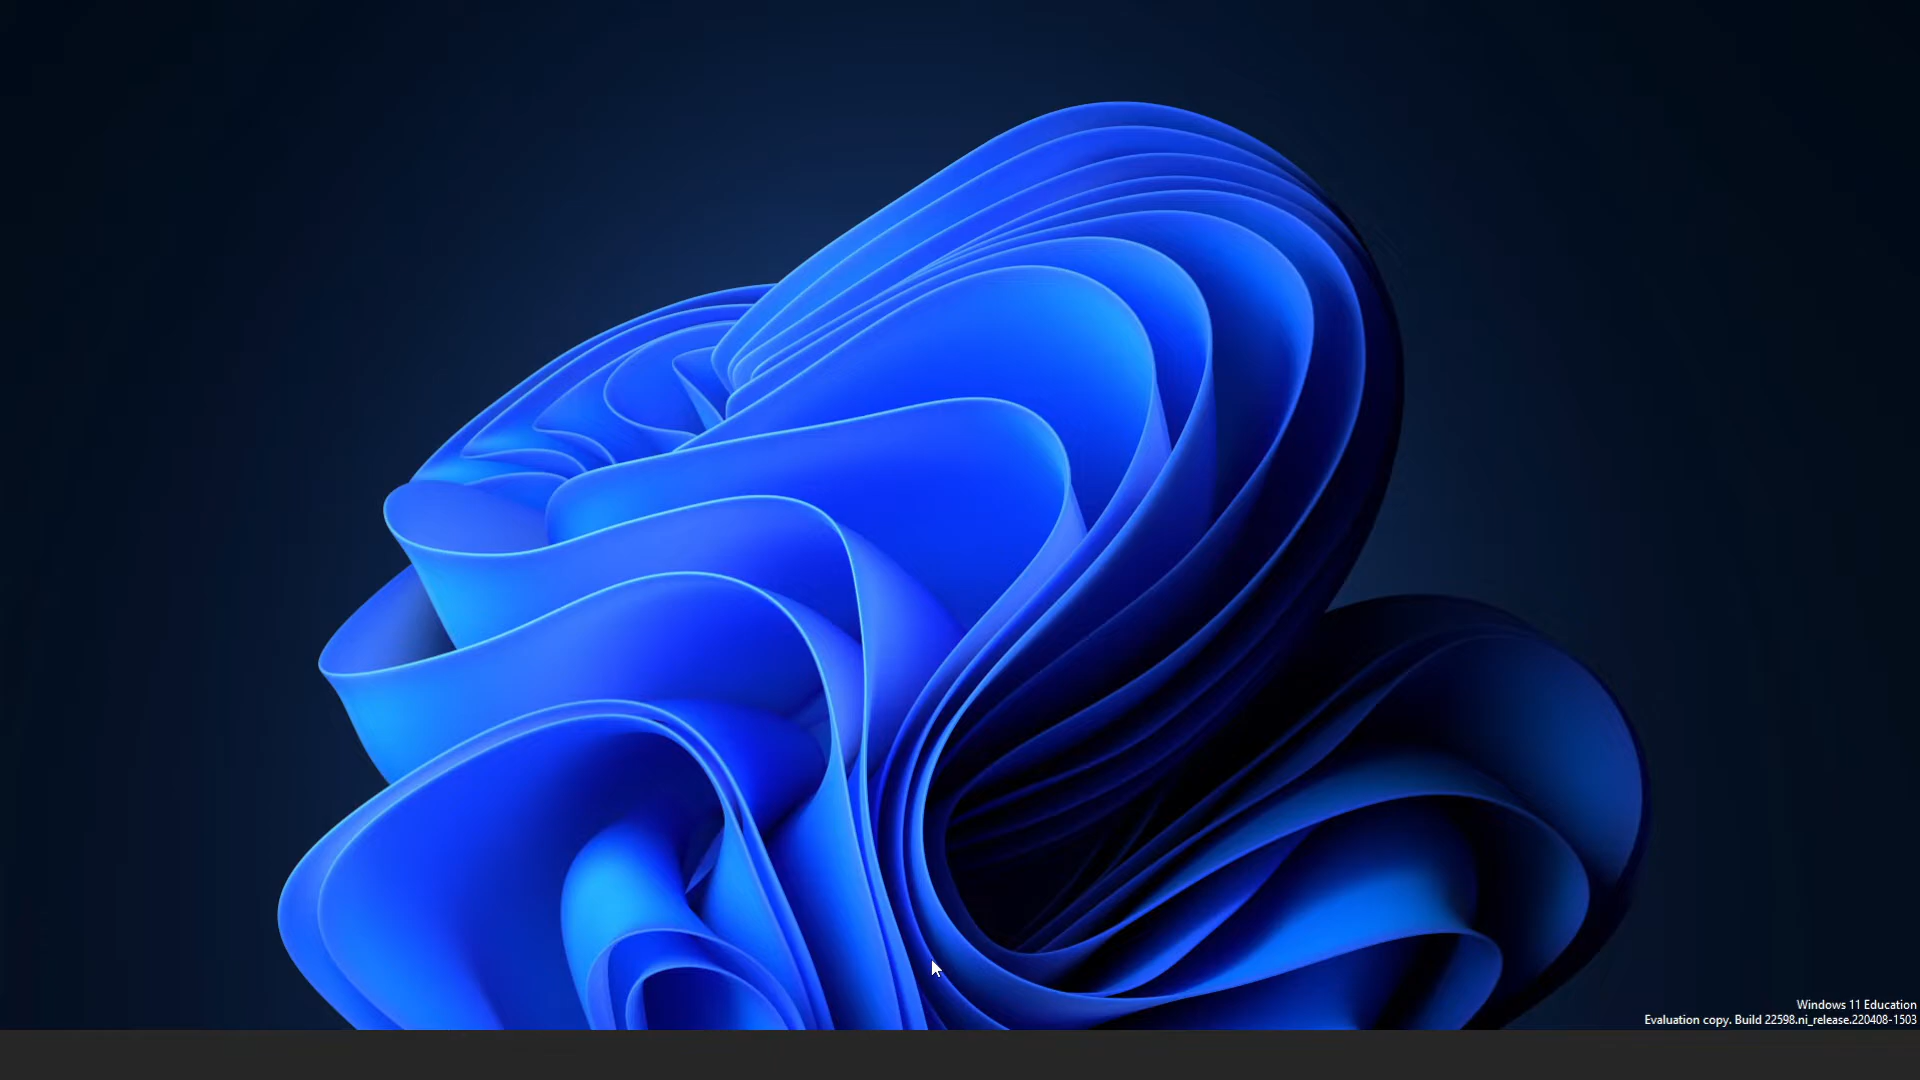 Windows 11 Education
Evaluation copy. Build 22598.ni_release.220408-1503